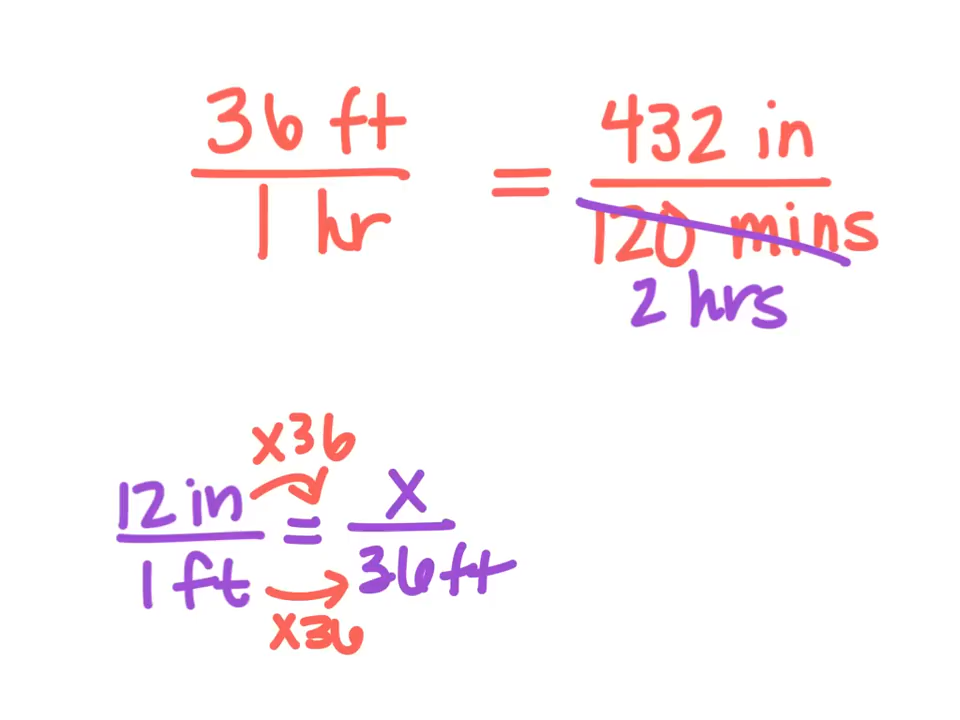 36 ft = 432 in
1 hr 120 mins
2 hrs
x36
12 in = x
1 ft 36 ft
x36